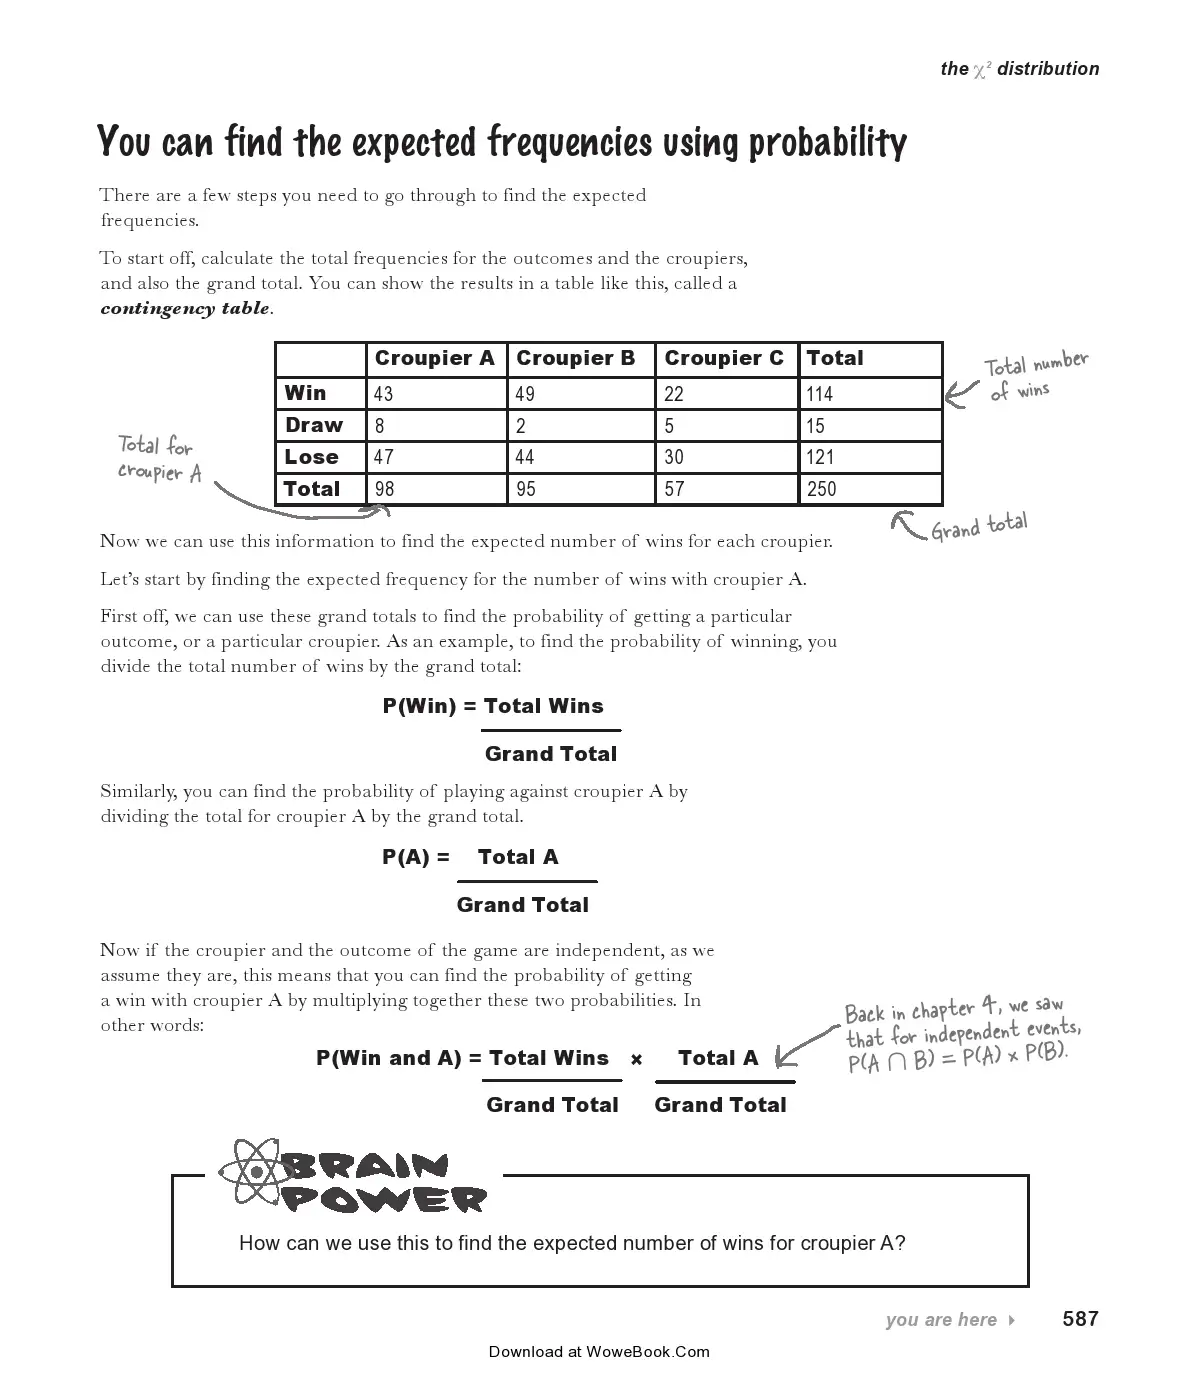 the χ² distribution
You can find the expected frequencies using probability
There are a few steps you need to go through to find the expected
frequencies.
To start off, calculate the total frequencies for the outcomes and the croupiers,
and also the grand total. You can show the results in a table like this, called a
contingency table.
Croupier A Croupier B Croupier C Total
Win 43 49 22 114
Draw 8 2 5 15
Lose 47 44 30 121
Total 98 95 57 250
Total number
of wins
Total for
croupier A
Grand total
Now we can use this information to find the expected number of wins for each croupier.
Let's start by finding the expected frequency for the number of wins with croupier A.
First off, we can use these grand totals to find the probability of getting a particular
outcome, or a particular croupier. As an example, to find the probability of winning, you
divide the total number of wins by the grand total:
P(Win) = Total Wins
Grand Total
Similarly, you can find the probability of playing against croupier A by
dividing the total for croupier A by the grand total.
P(A) = Total A
Grand Total
Now if the croupier and the outcome of the game are independent, as we
assume they are, this means that you can find the probability of getting
a win with croupier A by multiplying together these two probabilities. In
other words:
P(Win and A) = Total Wins × Total A
Grand Total Grand Total
Back in chapter 4, we saw
that for independent events,
P(A ∩ B) = P(A) x P(B).
BRAIN
POWER
How can we use this to find the expected number of wins for croupier A?
you are here ▸ 587
Download at WoweBook.Com